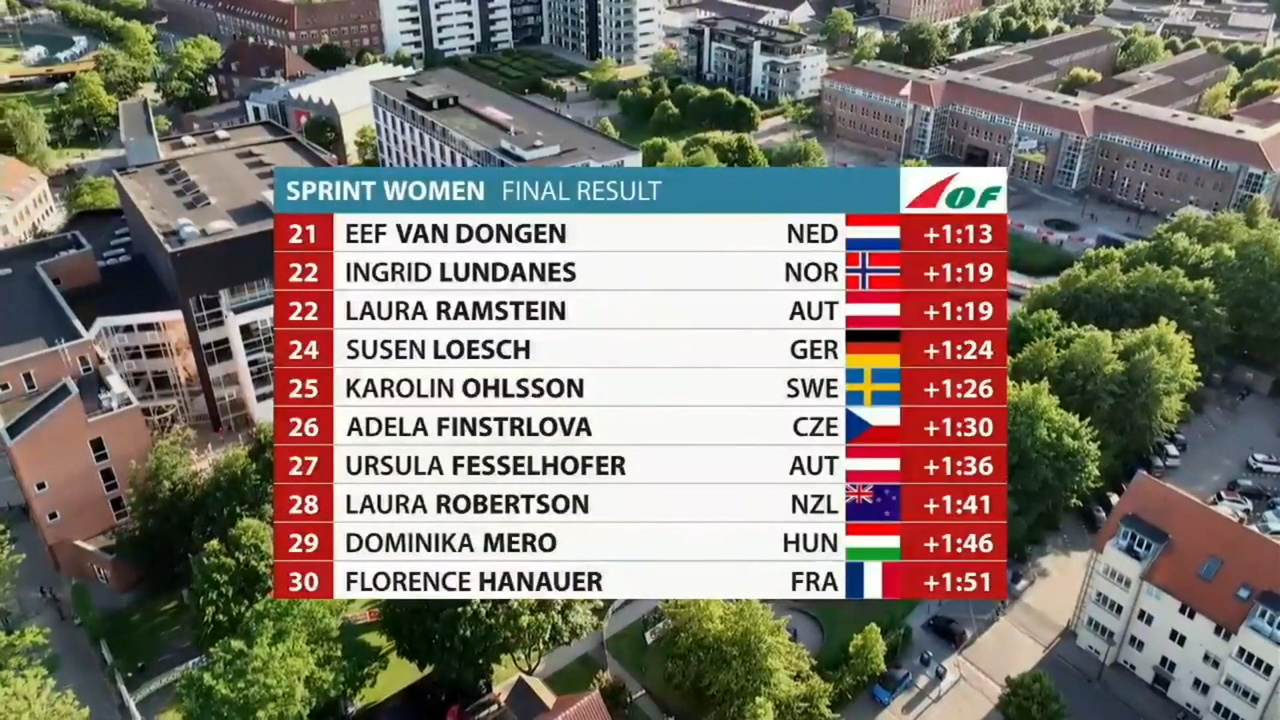 SPRINT WOMEN FINAL RESULT IOF
21 EEF VAN DONGEN NED +1:13
22 INGRID LUNDANES NOR +1:19
22 LAURA RAMSTEIN AUT +1:19
24 SUSEN LOESCH GER +1:24
25 KAROLIN OHLSSON SWE +1:26
26 ADELA FINSTRLOVA CZE +1:30
27 URSULA FESSELHOFER AUT +1:36
28 LAURA ROBERTSON NZL +1:41
29 DOMINIKA MERO HUN +1:46
30 FLORENCE HANAUER FRA +1:51